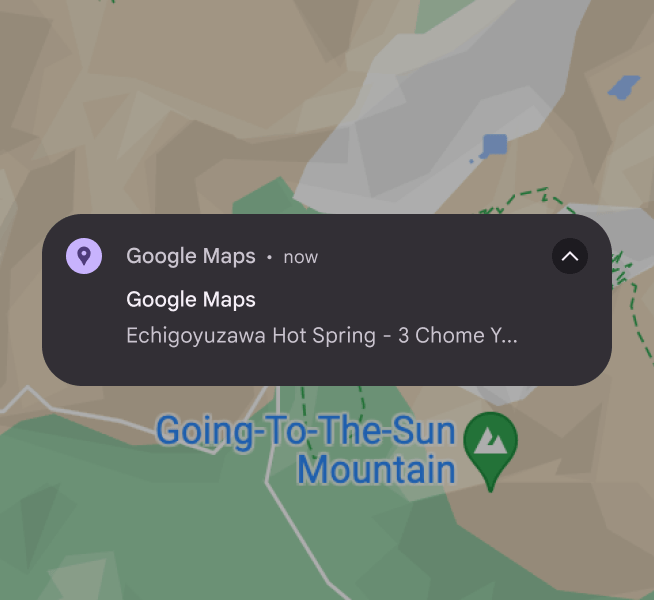 Google Maps • now
Google Maps
Echigoyuzawa Hot Spring - 3 Chome Y...
Going-To-The-Sun
Mountain